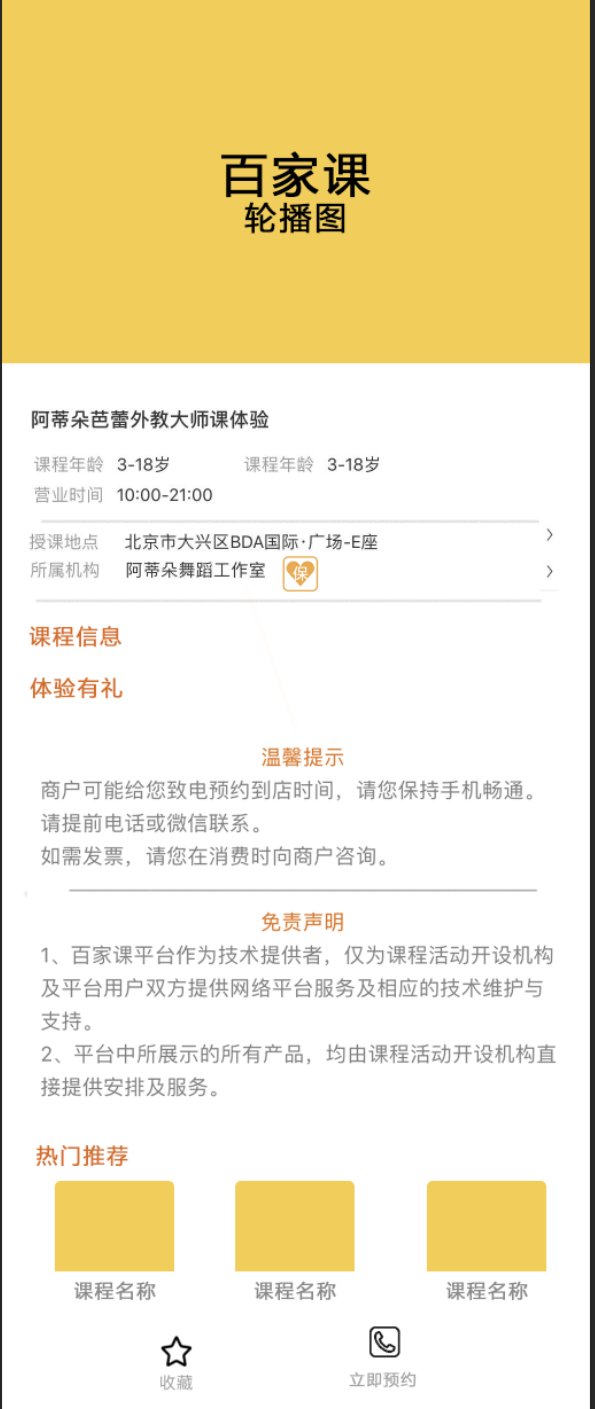 百家课
轮播图
阿蒂朵芭蕾外教大师课体验
课程年龄 3-18岁 课程年龄 3-18岁
营业时间 10:00-21:00
授课地点 北京市大兴区BDA国际·广场-E座
所属机构 阿蒂朵舞蹈工作室 保
课程信息
体验有礼
温馨提示
商户可能给您致电预约到店时间，请您保持手机畅通。
请提前电话或微信联系。
如需发票，请您在消费时向商户咨询。
免责声明
1、百家课平台作为技术提供者，仅为课程活动开设机构
及平台用户双方提供网络平台服务及相应的技术维护与
支持。
2、平台中所展示的所有产品，均由课程活动开设机构直
接提供安排及服务。
热门推荐
课程名称 课程名称 课程名称
收藏 立即预约